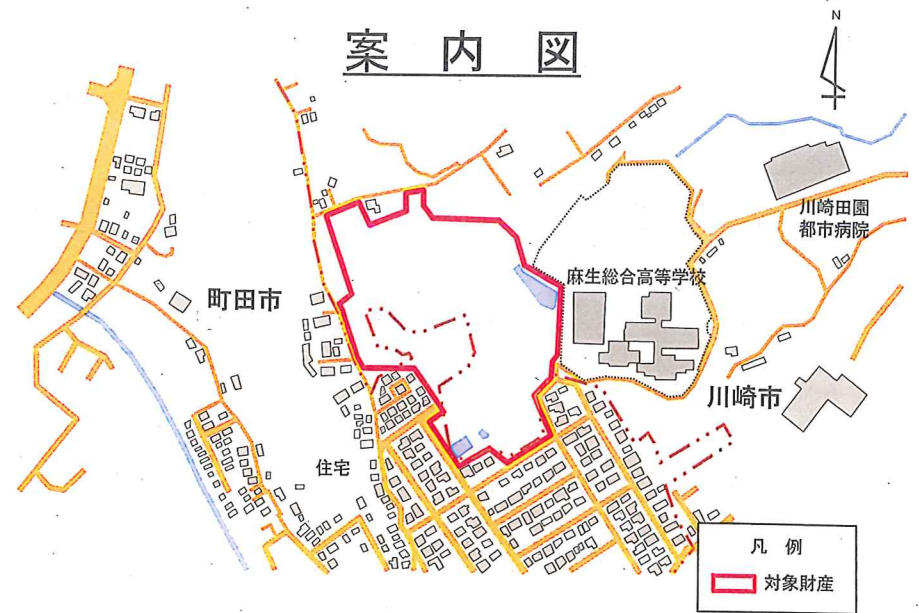 案内図
N
川崎田園
都市病院
麻生総合高等学校
町田市
川崎市
住宅
凡例
対象財産